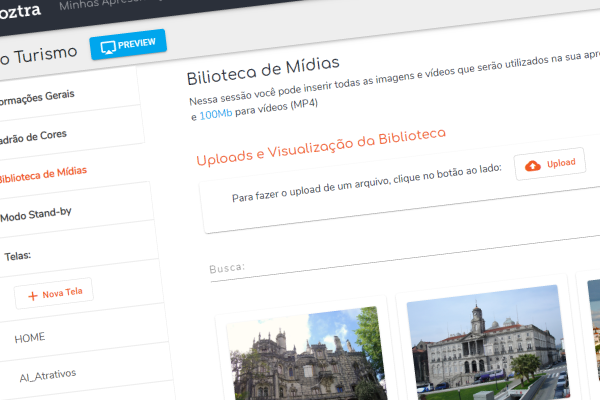 oztra
Minhas
o Turismo
PREVIEW
ormações Gerais
adrão de Cores
Biblioteca de Mídias
Modo Stand-by
Telas:
+ Nova Tela
HOME
AI_Atrativos
Bilioteca de Mídias
Nessa sessão você pode inserir todas as imagens e vídeos que serão utilizados na sua apre
e 100Mb para vídeos (MP4)
Uploads e Visualização da Biblioteca
Para fazer o upload de um arquivo, clique no botão ao lado:
Upload
Busca: